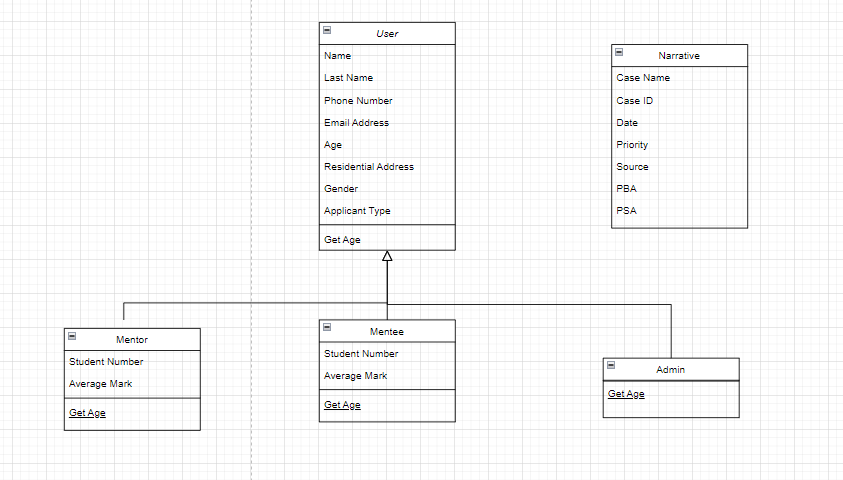 User
Name
Last Name
Phone Number
Email Address
Age
Residential Address
Gender
Applicant Type
Get Age
Narrative
Case Name
Case ID
Date
Priority
Source
PBA
PSA
Mentor
Student Number
Average Mark
Get Age
Mentee
Student Number
Average Mark
Get Age
Admin
Get Age